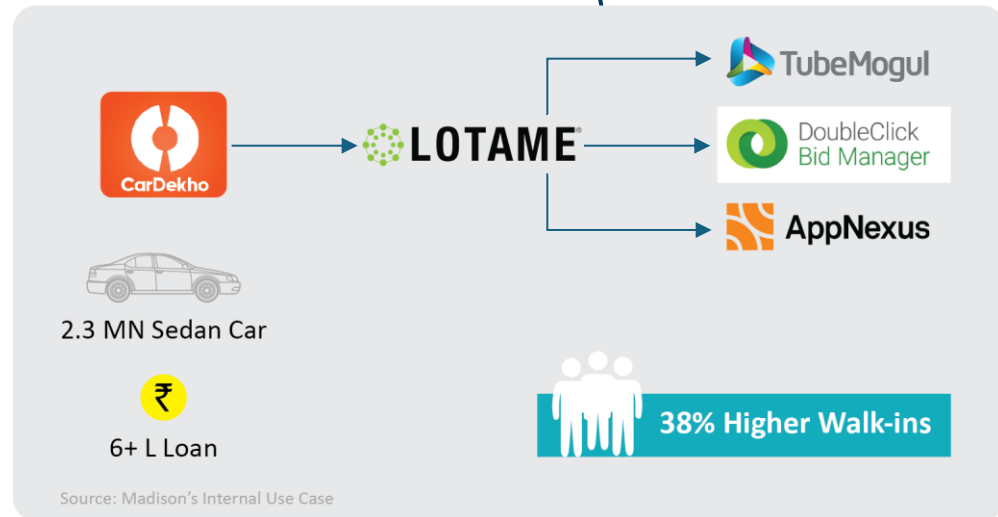 CarDekho
LOTAME®
TubeMogul
DoubleClick
Bid Manager
AppNexus
2.3 MN Sedan Car
₹
6+ L Loan
38% Higher Walk-ins
Source: Madison's Internal Use Case